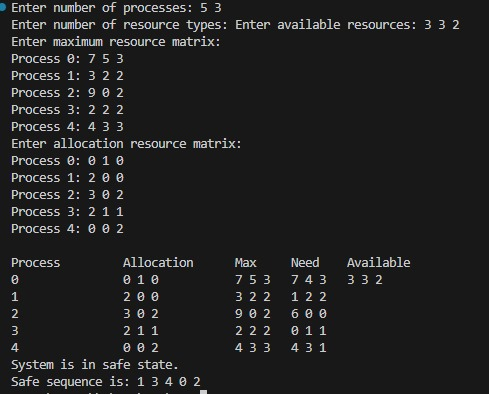 Enter number of processes: 5 3
Enter number of resource types: Enter available resources: 3 3 2
Enter maximum resource matrix:
Process 0: 7 5 3
Process 1: 3 2 2
Process 2: 9 0 2
Process 3: 2 2 2
Process 4: 4 3 3
Enter allocation resource matrix:
Process 0: 0 1 0
Process 1: 2 0 0
Process 2: 3 0 2
Process 3: 2 1 1
Process 4: 0 0 2
Process Allocation Max Need Available
0 0 1 0 7 5 3 7 4 3 3 3 2
1 2 0 0 3 2 2 1 2 2
2 3 0 2 9 0 2 6 0 0
3 2 1 1 2 2 2 0 1 1
4 0 0 2 4 3 3 4 3 1
System is in safe state.
Safe sequence is: 1 3 4 0 2